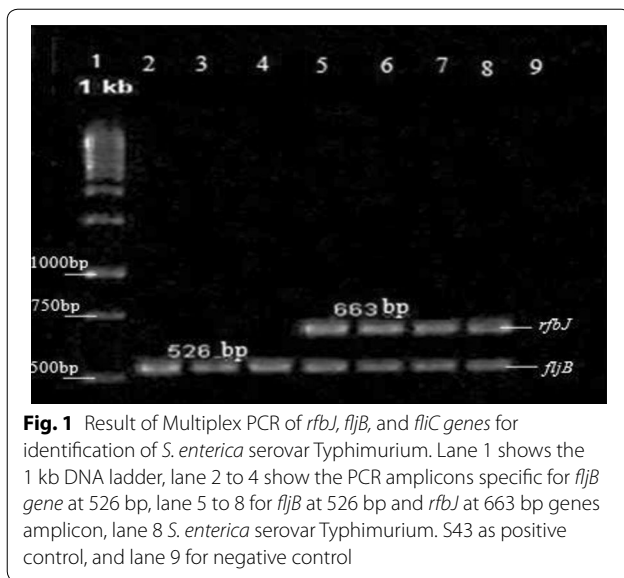 1 2 3 4 5 6 7 8 9
1 kb
1000bp
750bp
663 bp
rfbJ
526 bp
fljB
500bp
Fig. 1 Result of Multiplex PCR of rfbJ, fljB, and fliC genes for
identification of S. enterica serovar Typhimurium. Lane 1 shows the
1 kb DNA ladder, lane 2 to 4 show the PCR amplicons specific for fljB
gene at 526 bp, lane 5 to 8 for fljB at 526 bp and rfbJ at 663 bp genes
amplicon, lane 8 S. enterica serovar Typhimurium. S43 as positive
control, and lane 9 for negative control